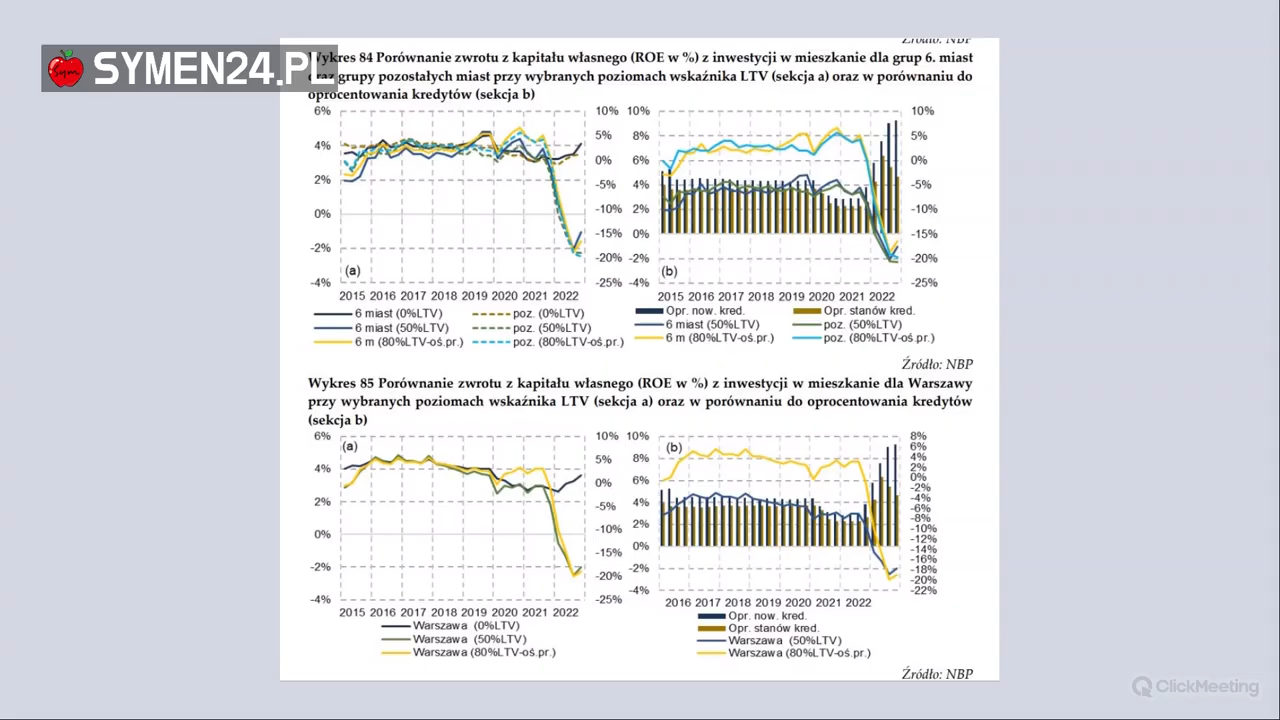 SYMEN24.PL
Sym
Źródło: NBP
Wykres 84 Porównanie zwrotu z kapitału własnego (ROE w %) z inwestycji w mieszkanie dla grup 6. miast
oraz grupy pozostałych miast przy wybranych poziomach wskaźnika LTV (sekcja a) oraz w porównaniu do
oprocentowania kredytów (sekcja b)
6% 10% 10% 10%
4% 5% 8% 5%
2% 0% 6% 0%
0% -5% 4% -5%
-2% -10% 2% -10%
-4% -15% 0% -15%
-20% -2% -20%
-25% -4% -25%
(a) (b)
2015 2016 2017 2018 2019 2020 2021 2022
2015 2016 2017 2018 2019 2020 2021 2022
6 miast (0%LTV) poz. (0%LTV)
6 miast (50%LTV) poz. (50%LTV)
6 m (80%LTV-oś.pr.) poz. (80%LTV-oś.pr.)
Opr. now. kred. Opr. stanów kred.
6 miast (50%LTV) poz. (50%LTV)
6 m (80%LTV-oś.pr.) poz. (80%LTV-oś.pr.)
Źródło: NBP
Wykres 85 Porównanie zwrotu z kapitału własnego (ROE w %) z inwestycji w mieszkanie dla Warszawy
przy wybranych poziomach wskaźnika LTV (sekcja a) oraz w porównaniu do oprocentowania kredytów
(sekcja b)
6% 10% 10% 8%
4% 5% 8% 6%
2% 0% 6% 4%
0% -5% 4% 2%
-2% -10% 2% 0%
-4% -15% 0% -2%
-20% -2% -4%
-25% -4% -6%
-8%
-10%
-12%
-14%
-16%
-18%
-20%
-22%
(a) (b)
2015 2016 2017 2018 2019 2020 2021 2022
2016 2017 2018 2019 2020 2021 2022
Warszawa (0%LTV)
Warszawa (50%LTV)
Warszawa (80%LTV-oś.pr.)
Opr. now. kred.
Opr. stanów kred.
Warszawa (50%LTV)
Warszawa (80%LTV-oś.pr.)
Źródło: NBP
ClickMeeting